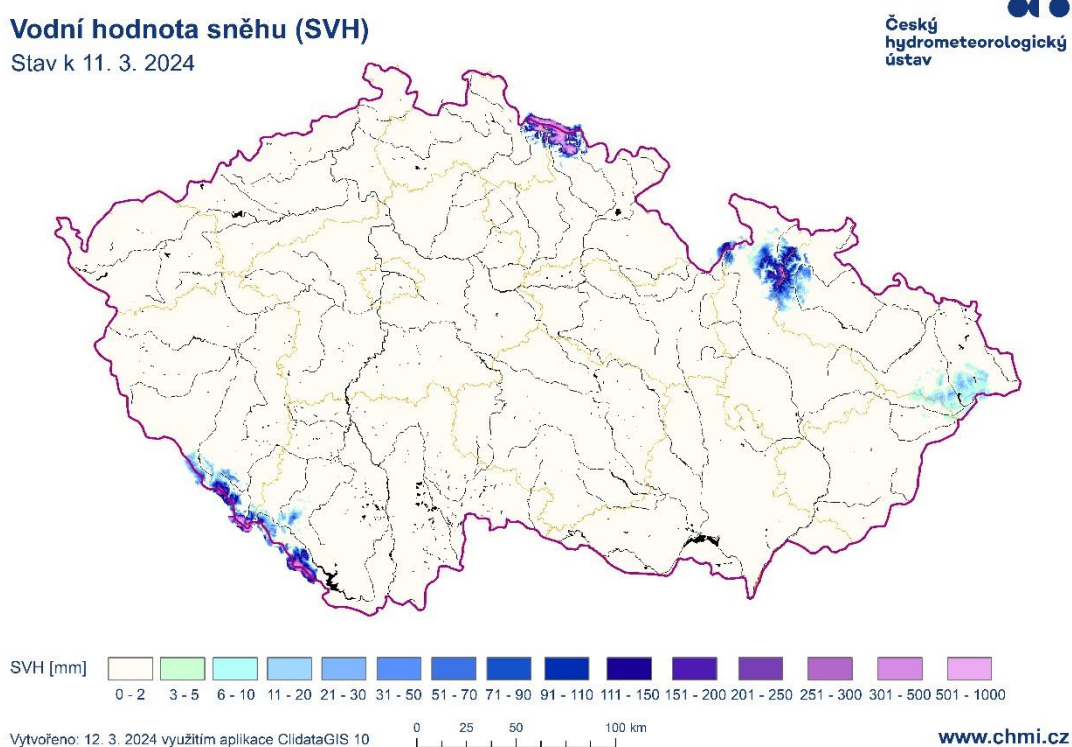 Vodní hodnota sněhu (SVH)
Stav k 11. 3. 2024
Český
hydrometeorologický
ústav
SVH [mm]
0 - 2 3 - 5 6 - 10 11 - 20 21 - 30 31 - 50 51 - 70 71 - 90 91 - 110 111 - 150 151 - 200 201 - 250 251 - 300 301 - 500 501 - 1000
0 25 50 100 km
Vytvořeno: 12. 3. 2024 využitím aplikace ClidataGIS 10
www.chmi.cz